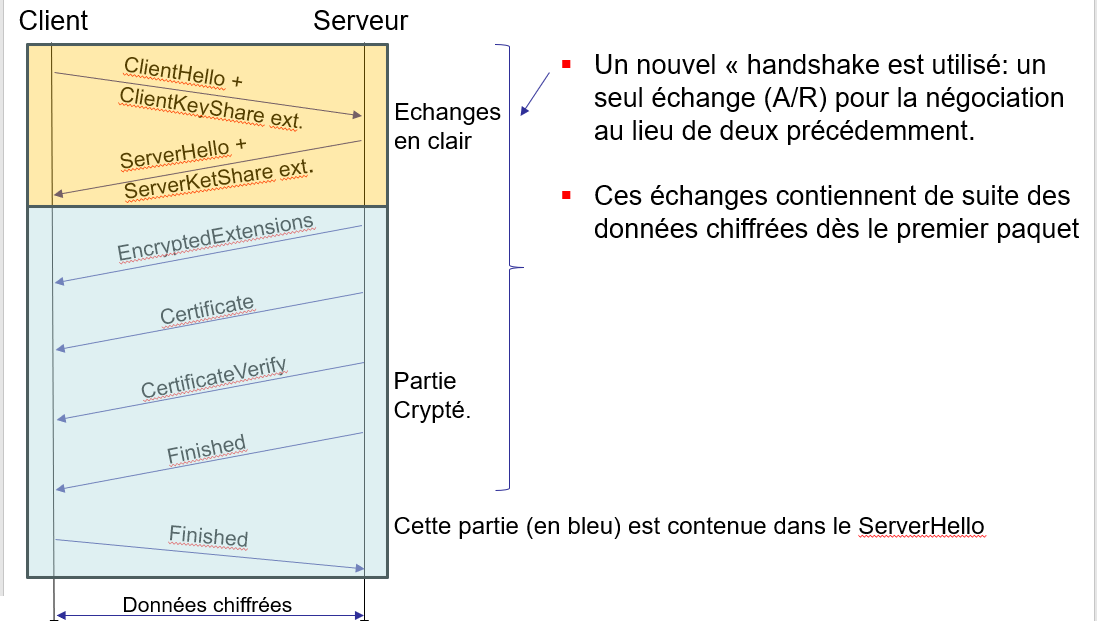 Client
Serveur
ClientHello +
ClientKeyShare ext.
ServerHello +
ServerKetShare ext.
Echanges
en clair
EncryptedExtensions
Certificate
CertificateVerify
Finished
Partie
Crypté.
Finished
Données chiffrées
▪ Un nouvel « handshake est utilisé: un
seul échange (A/R) pour la négociation
au lieu de deux précédemment.
▪ Ces échanges contiennent de suite des
données chiffrées dès le premier paquet
Cette partie (en bleu) est contenue dans le ServerHello